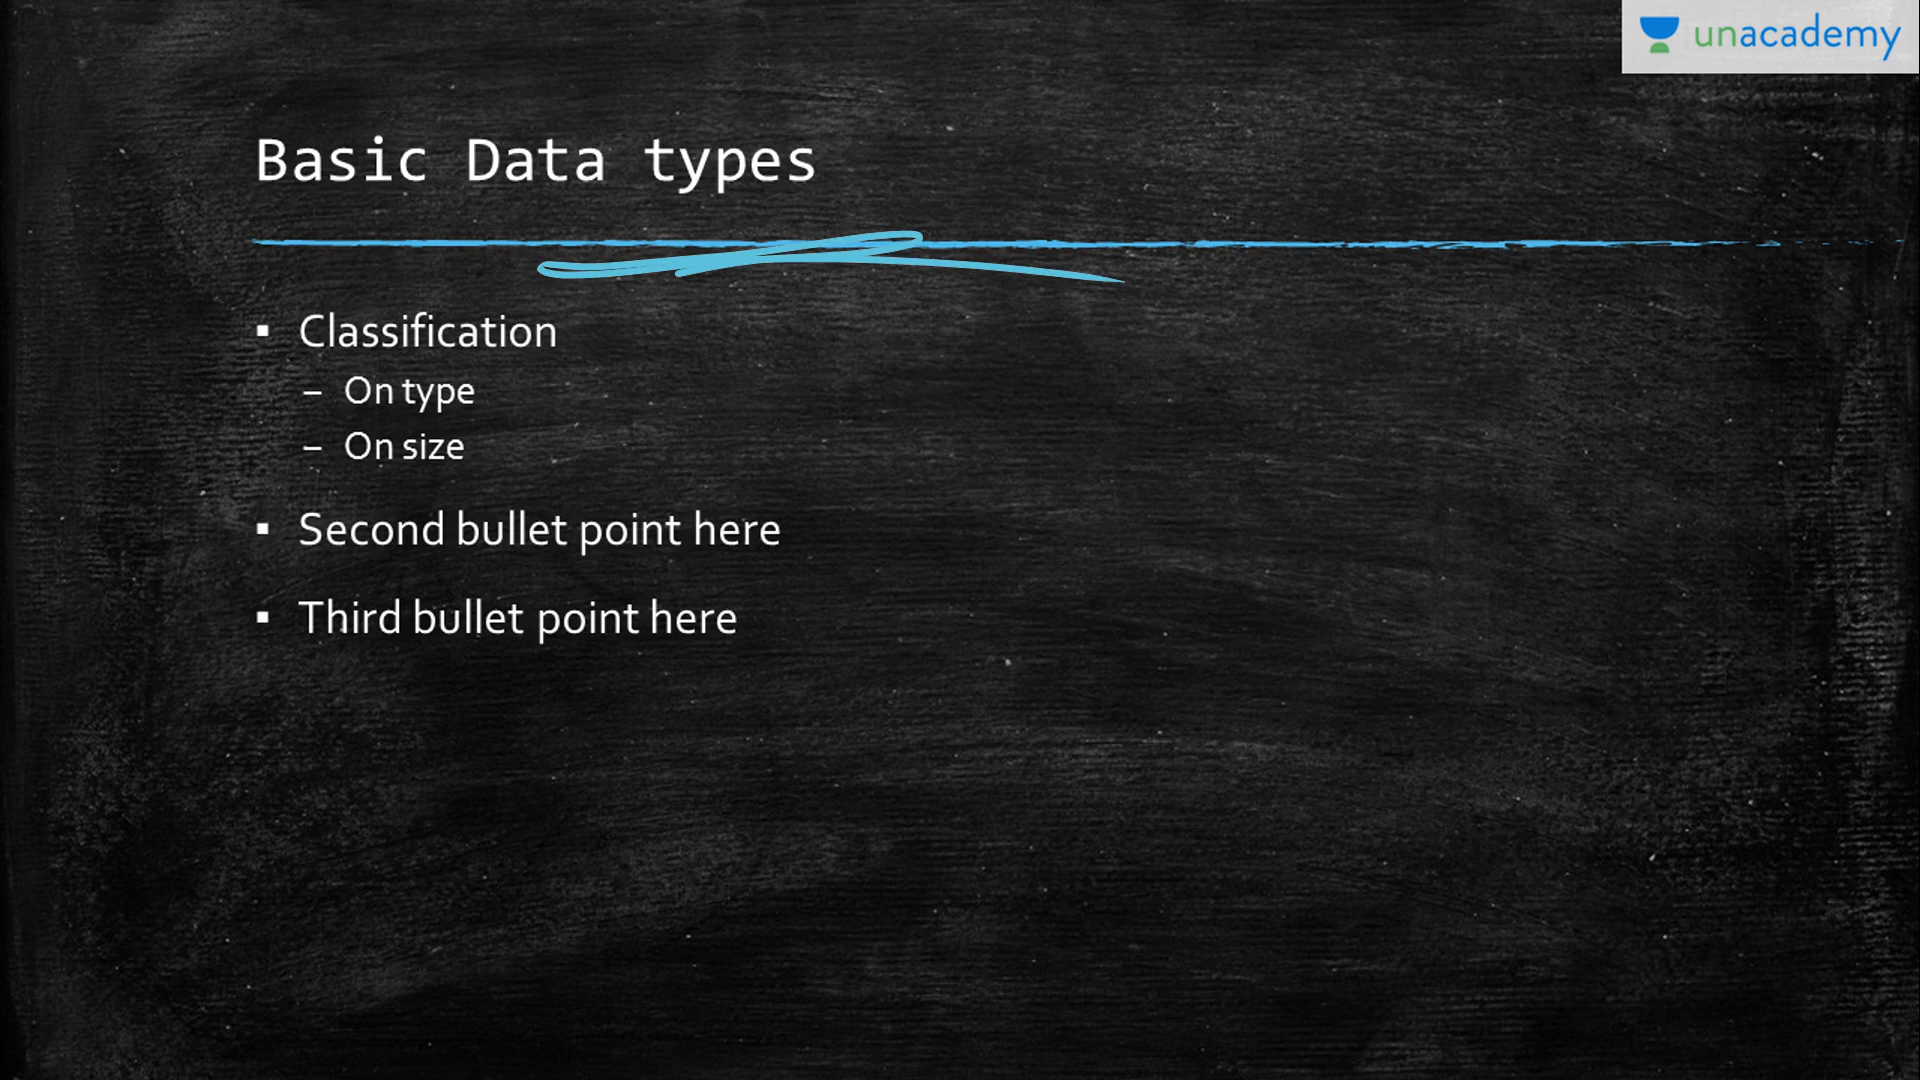 unacademy
Basic Data types
▪ Classification
– On type
– On size
▪ Second bullet point here
▪ Third bullet point here